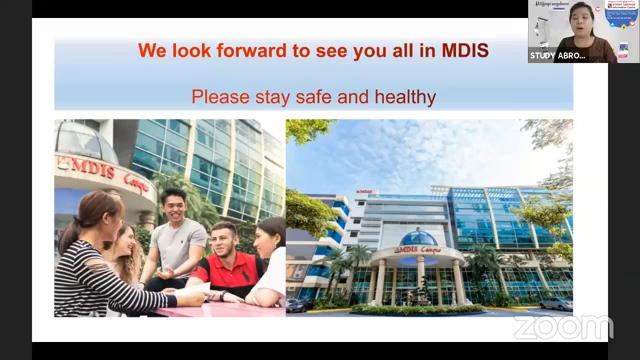 We look forward to see you all in MDIS
Please stay safe and healthy
MDIS Campus
MDIS Campus
STUDY ABRO...
zoom